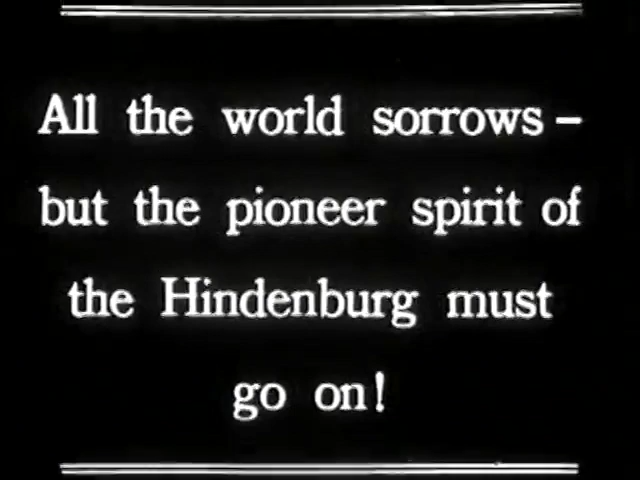 All the world sorrows –
but the pioneer spirit of
the Hindenburg must
go on!